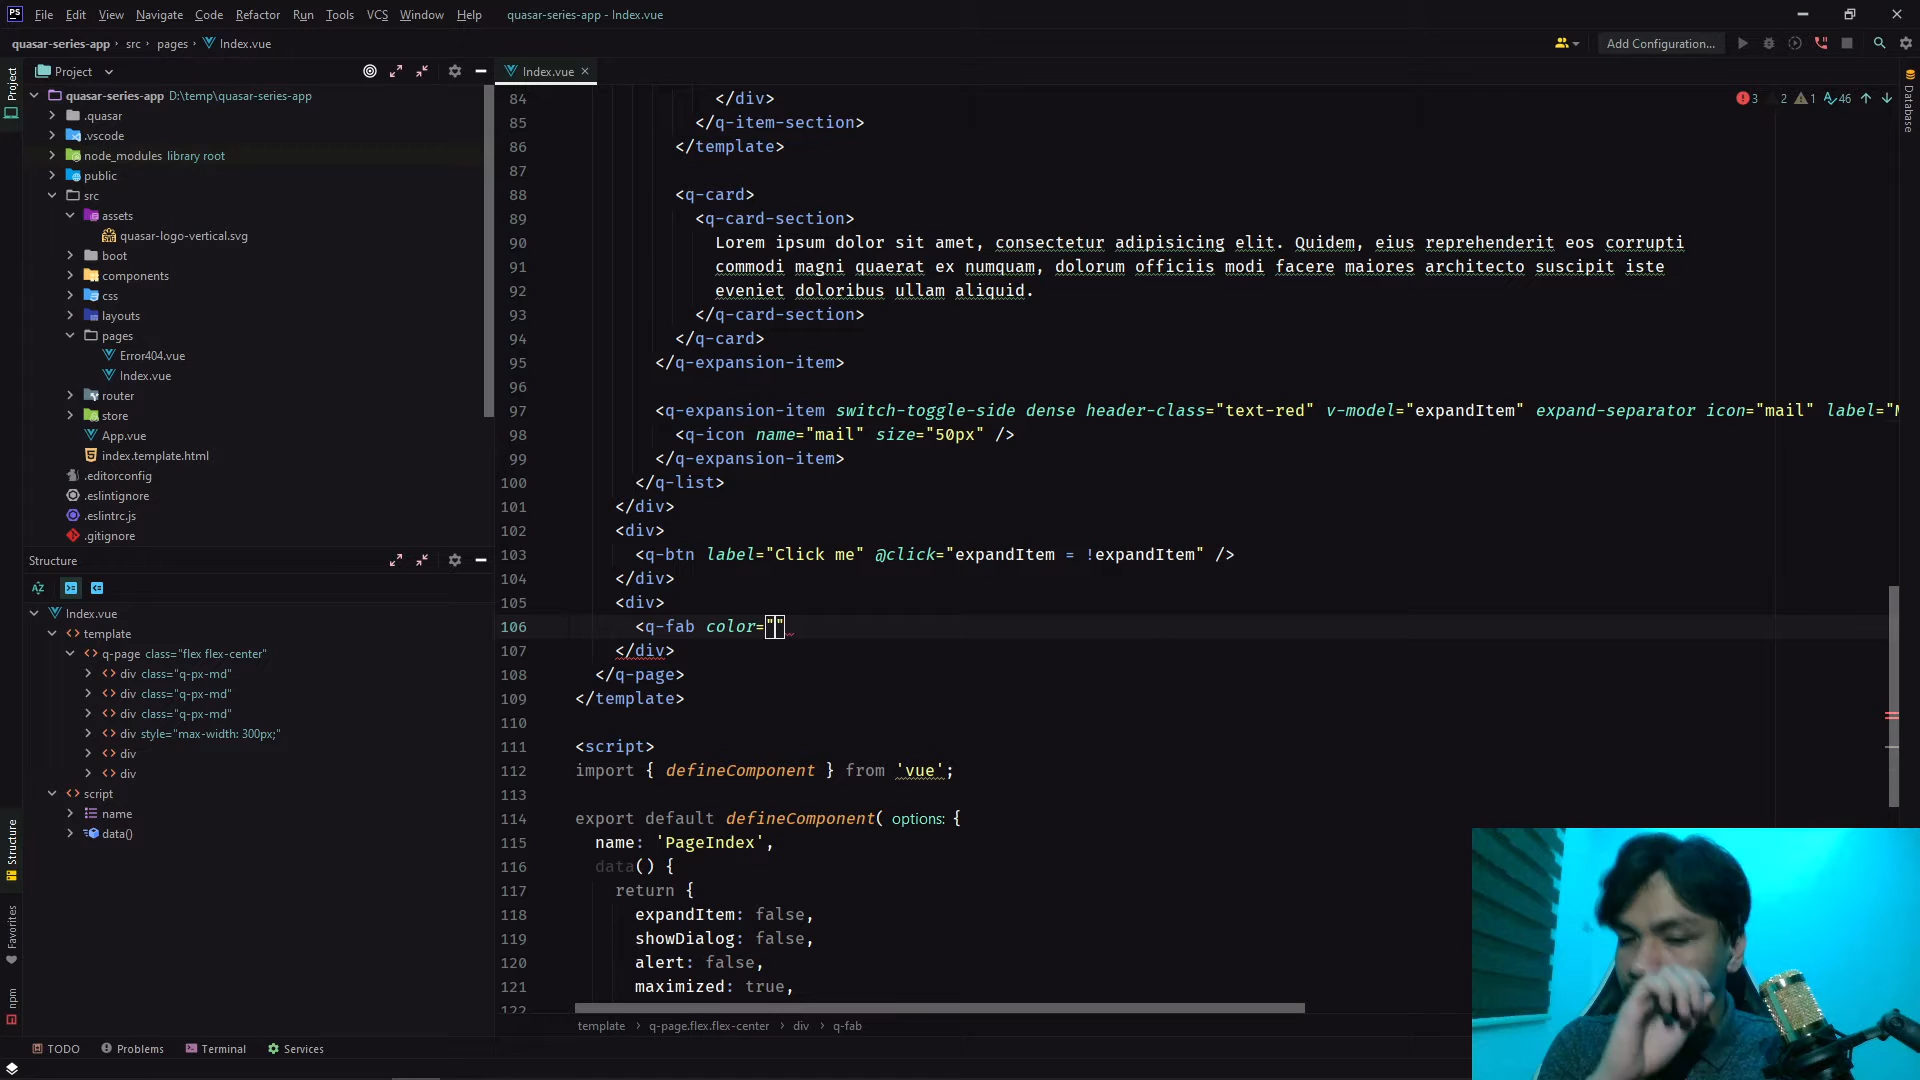 PS File Edit View Navigate Code Refactor Run Tools VCS Window Help quasar-series-app - Index.vue
quasar-series-app › src › pages › Index.vue
Add Configuration...
Project
Index.vue
quasar-series-app D:\temp\quasar-series-app
.quasar
.vscode
node_modules library root
public
src
assets
quasar-logo-vertical.svg
boot
components
css
layouts
pages
Error404.vue
Index.vue
router
store
App.vue
index.template.html
.editorconfig
.eslintignore
.eslintrc.js
.gitignore
Structure
Index.vue
template
q-page class="flex flex-center"
div class="q-px-md"
div class="q-px-md"
div class="q-px-md"
div style="max-width: 300px;"
div
div
script
name
data()
Project
Structure
Favorites
npm
3 2 1 46
Database
84 </div>
85 </q-item-section>
86 </template>
87
88 <q-card>
89 <q-card-section>
90 Lorem ipsum dolor sit amet, consectetur adipisicing elit. Quidem, eius reprehenderit eos corrupti
91 commodi magni quaerat ex numquam, dolorum officiis modi facere maiores architecto suscipit iste
92 eveniet doloribus ullam aliquid.
93 </q-card-section>
94 </q-card>
95 </q-expansion-item>
96
97 <q-expansion-item switch-toggle-side dense header-class="text-red" v-model="expandItem" expand-separator icon="mail" label="
98 <q-icon name="mail" size="50px" />
99 </q-expansion-item>
100 </q-list>
101 </div>
102 <div>
103 <q-btn label="Click me" @click="expandItem = !expandItem" />
104 </div>
105 <div>
106 <q-fab color=""
107 </div>
108 </q-page>
109 </template>
110
111 <script>
112 import { defineComponent } from 'vue';
113
114 export default defineComponent( options: {
115 name: 'PageIndex',
116 data() {
117 return {
118 expandItem: false,
119 showDialog: false,
120 alert: false,
121 maximized: true,
122
template › q-page.flex.flex-center › div › q-fab
TODO Problems Terminal Services